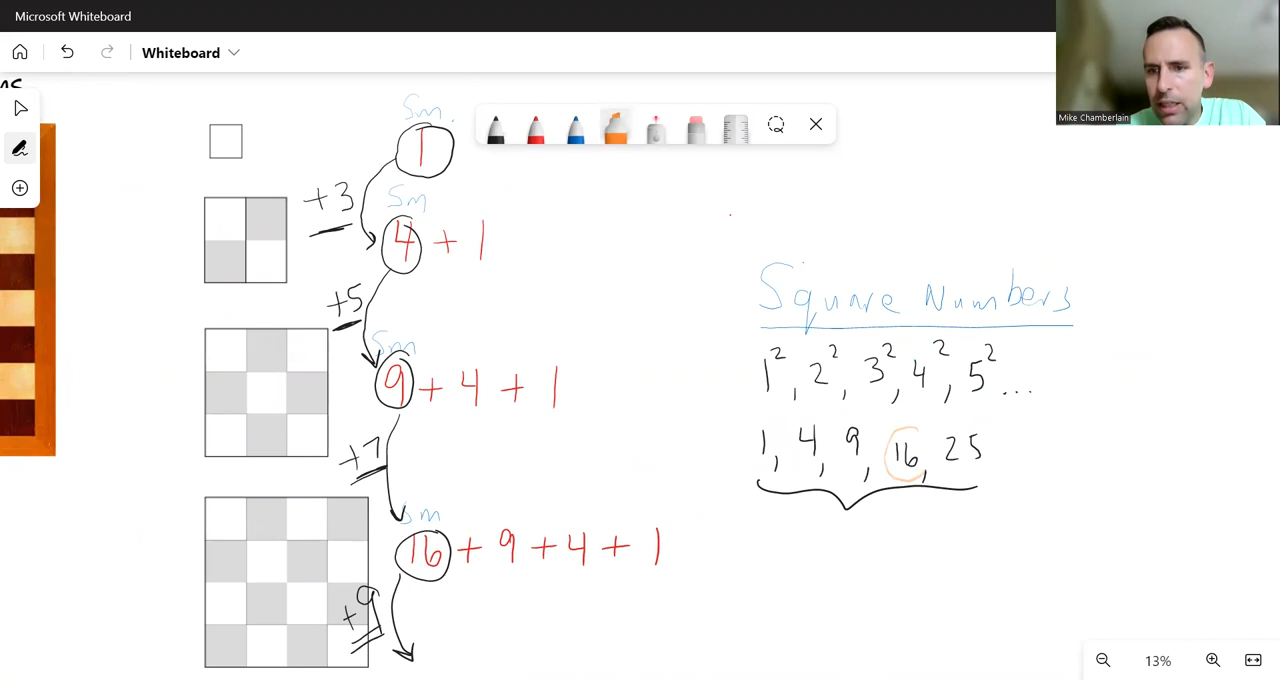 Microsoft Whiteboard
Whiteboard
Mike Chamberlain
Sm.
1
+3
Sm
4 + 1
+5
Sm
9 + 4 + 1
+7
Sm
16 + 9 + 4 + 1
+9
Square Numbers
1², 2², 3², 4², 5² ...
1, 4, 9, 16, 25
13%